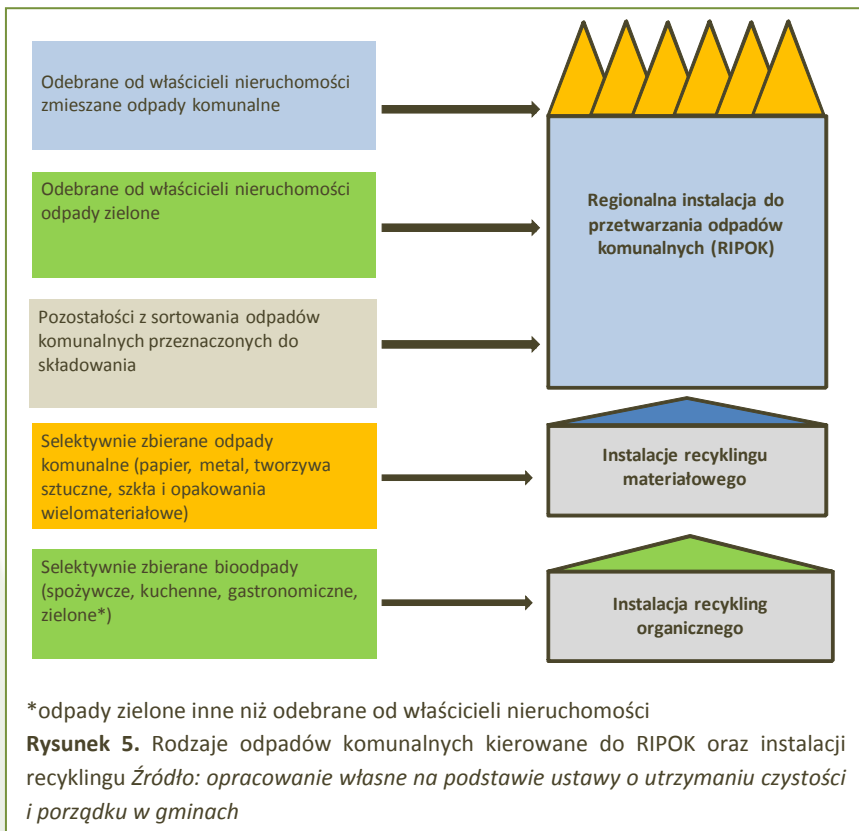 Odebrane od właścicieli nieruchomości
zmieszane odpady komunalne
Odebrane od właścicieli nieruchomości
odpady zielone
Regionalna instalacja do
przetwarzania odpadów
komunalnych (RIPOK)
Pozostałości z sortowania odpadów
komunalnych przeznaczonych do
składowania
Selektywnie zbierane odpady
komunalne (papier, metal, tworzywa
sztuczne, szkła i opakowania
wielomateriałowe)
Instalacje recyklingu
materiałowego
Selektywnie zbierane bioodpady
(spożywcze, kuchenne, gastronomiczne,
zielone*)
Instalacja recykling
organicznego
*odpady zielone inne niż odebrane od właścicieli nieruchomości
Rysunek 5. Rodzaje odpadów komunalnych kierowane do RIPOK oraz instalacji
recyklingu Źródło: opracowanie własne na podstawie ustawy o utrzymaniu czystości
i porządku w gminach